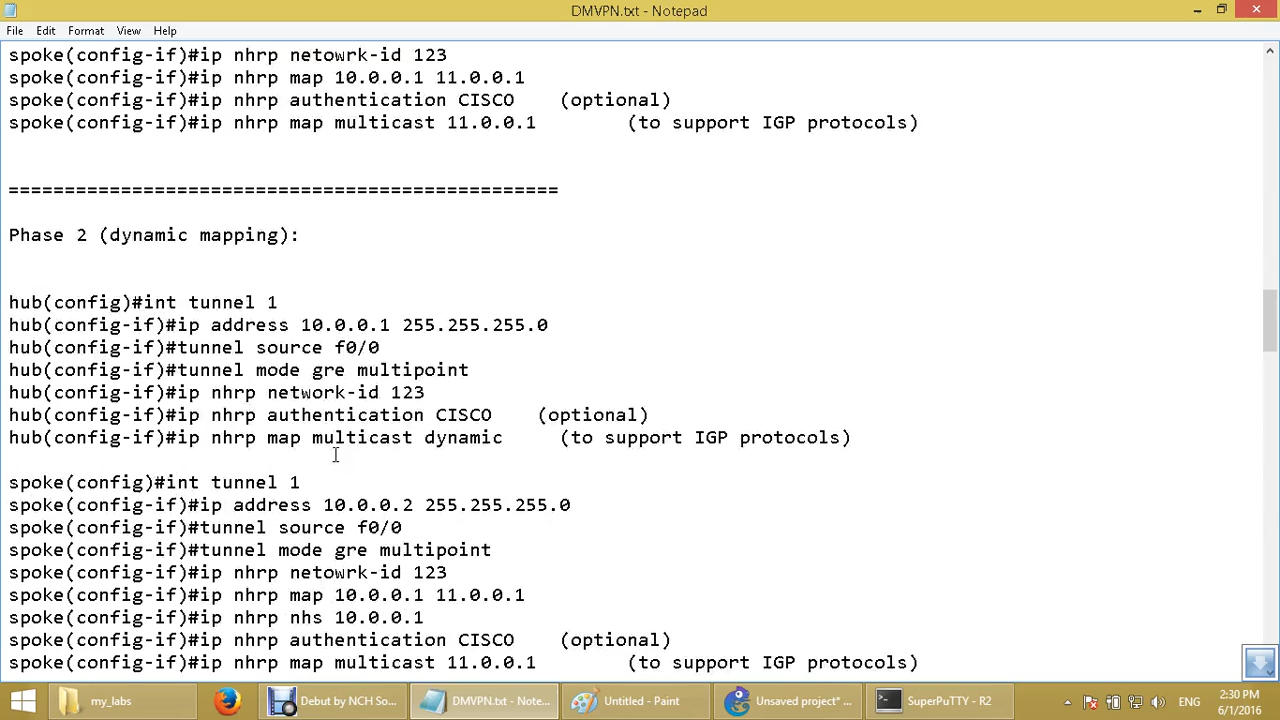 DMVPN.txt - Notepad
File Edit Format View Help
spoke(config-if)#ip nhrp netowrk-id 123
spoke(config-if)#ip nhrp map 10.0.0.1 11.0.0.1
spoke(config-if)#ip nhrp authentication CISCO (optional)
spoke(config-if)#ip nhrp map multicast 11.0.0.1 (to support IGP protocols)
=================================================
Phase 2 (dynamic mapping):
hub(config)#int tunnel 1
hub(config-if)#ip address 10.0.0.1 255.255.255.0
hub(config-if)#tunnel source f0/0
hub(config-if)#tunnel mode gre multipoint
hub(config-if)#ip nhrp network-id 123
hub(config-if)#ip nhrp authentication CISCO (optional)
hub(config-if)#ip nhrp map multicast dynamic (to support IGP protocols)
spoke(config)#int tunnel 1
spoke(config-if)#ip address 10.0.0.2 255.255.255.0
spoke(config-if)#tunnel source f0/0
spoke(config-if)#tunnel mode gre multipoint
spoke(config-if)#ip nhrp netowrk-id 123
spoke(config-if)#ip nhrp map 10.0.0.1 11.0.0.1
spoke(config-if)#ip nhrp nhs 10.0.0.1
spoke(config-if)#ip nhrp authentication CISCO (optional)
spoke(config-if)#ip nhrp map multicast 11.0.0.1 (to support IGP protocols)
my_labs Debut by NCH So... DMVPN.txt - Note... Untitled - Paint Unsaved project* ... SuperPuTTY - R2 ENG 2:30 PM
6/1/2016